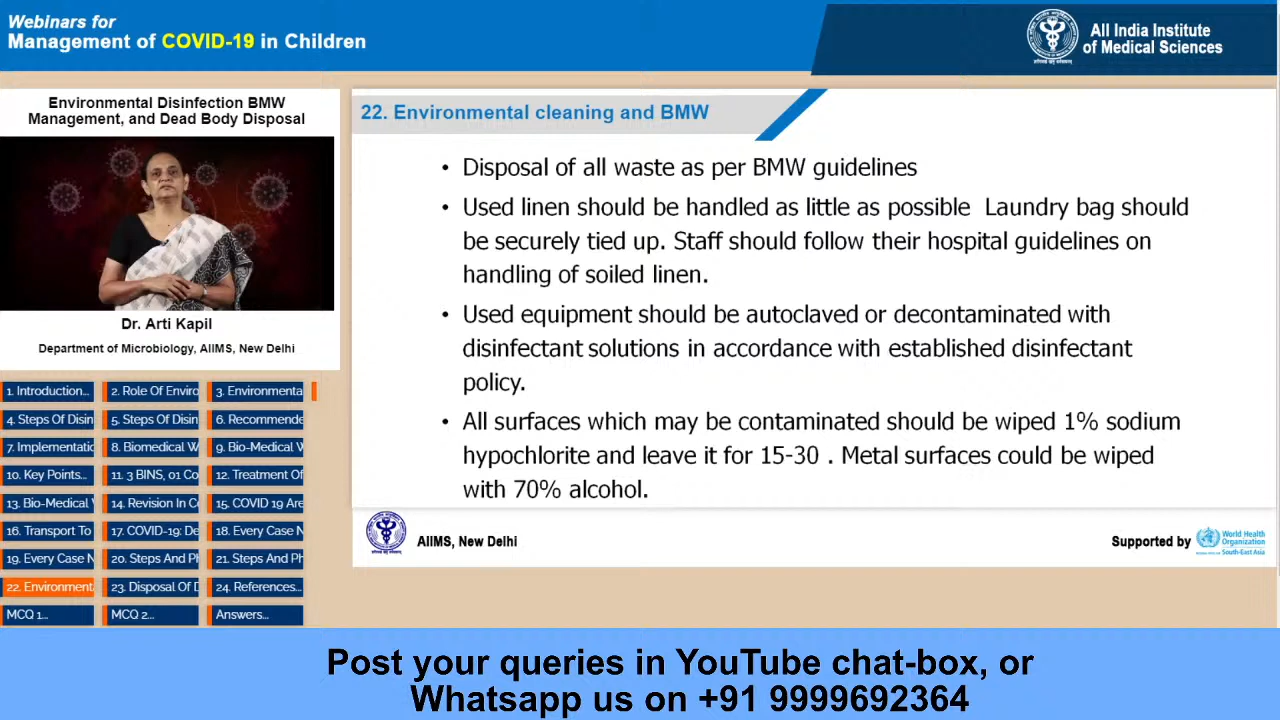 Webinars for
Management of COVID-19 in Children
All India Institute
of Medical Sciences
Environmental Disinfection BMW
Management, and Dead Body Disposal
Dr. Arti Kapil
Department of Microbiology, AIIMS, New Delhi
1. Introduction...
2. Role Of Enviro
3. Environmenta
4. Steps Of Disin
5. Steps Of Disin
6. Recommende
7. Implementatic
8. Biomedical W
9. Bio-Medical V
10. Key Points...
11. 3 BINS, 01 Co
12. Treatment Of
13. Bio-Medical
14. Revision In C
15. COVID 19 Are
16. Transport To
17. COVID-19: De
18. Every Case N
19. Every Case N
20. Steps And Ph
21. Steps And Ph
22. Environment
23. Disposal Of D
24. References...
MCQ 1...
MCQ 2...
Answers...
22. Environmental cleaning and BMW
• Disposal of all waste as per BMW guidelines
• Used linen should be handled as little as possible Laundry bag should
be securely tied up. Staff should follow their hospital guidelines on
handling of soiled linen.
• Used equipment should be autoclaved or decontaminated with
disinfectant solutions in accordance with established disinfectant
policy.
• All surfaces which may be contaminated should be wiped 1% sodium
hypochlorite and leave it for 15-30 . Metal surfaces could be wiped
with 70% alcohol.
AIIMS, New Delhi
Supported by
World Health
Organization
South-East Asia
Post your queries in YouTube chat-box, or
Whatsapp us on +91 9999692364